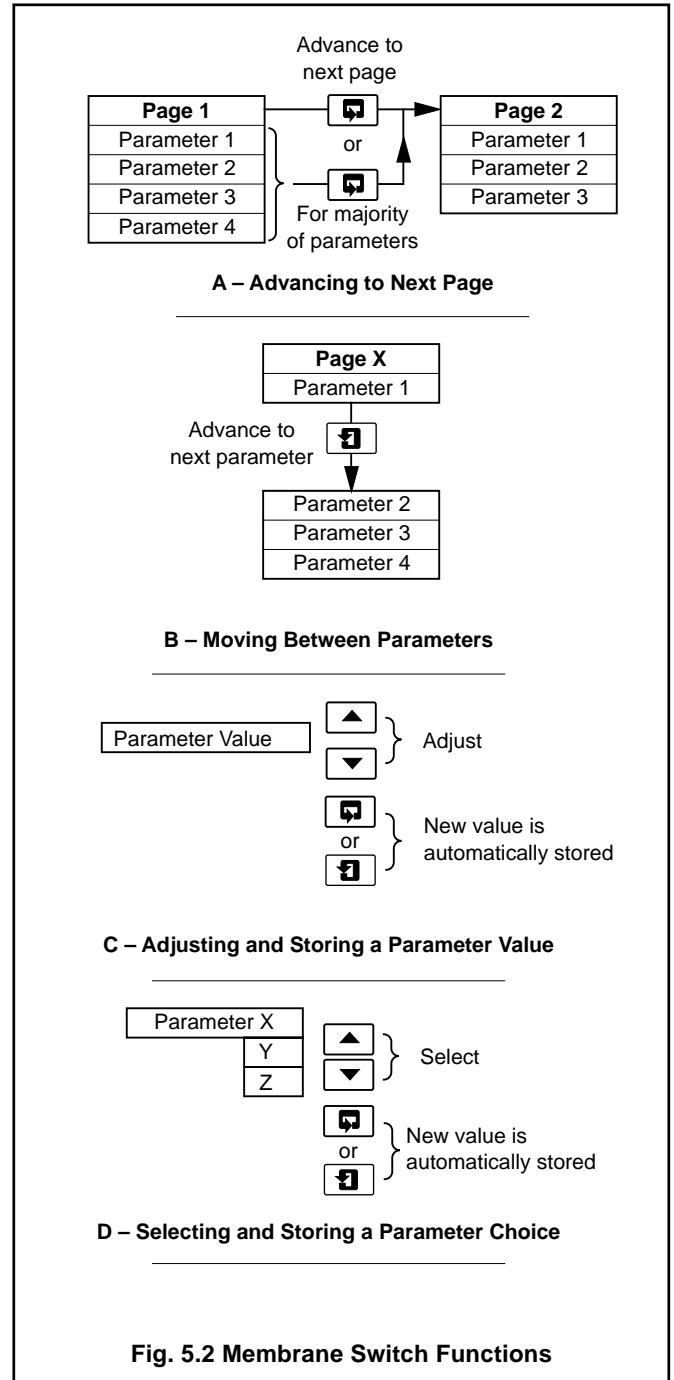 Advance to
next page
Page 1
Parameter 1
Parameter 2
Parameter 3
Parameter 4
or
For majority
of parameters
Page 2
Parameter 1
Parameter 2
Parameter 3
A – Advancing to Next Page
Page X
Parameter 1
Advance to
next parameter
Parameter 2
Parameter 3
Parameter 4
B – Moving Between Parameters
Parameter Value
Adjust
or
New value is
automatically stored
C – Adjusting and Storing a Parameter Value
Parameter X
Y
Z
Select
or
New value is
automatically stored
D – Selecting and Storing a Parameter Choice
Fig. 5.2 Membrane Switch Functions